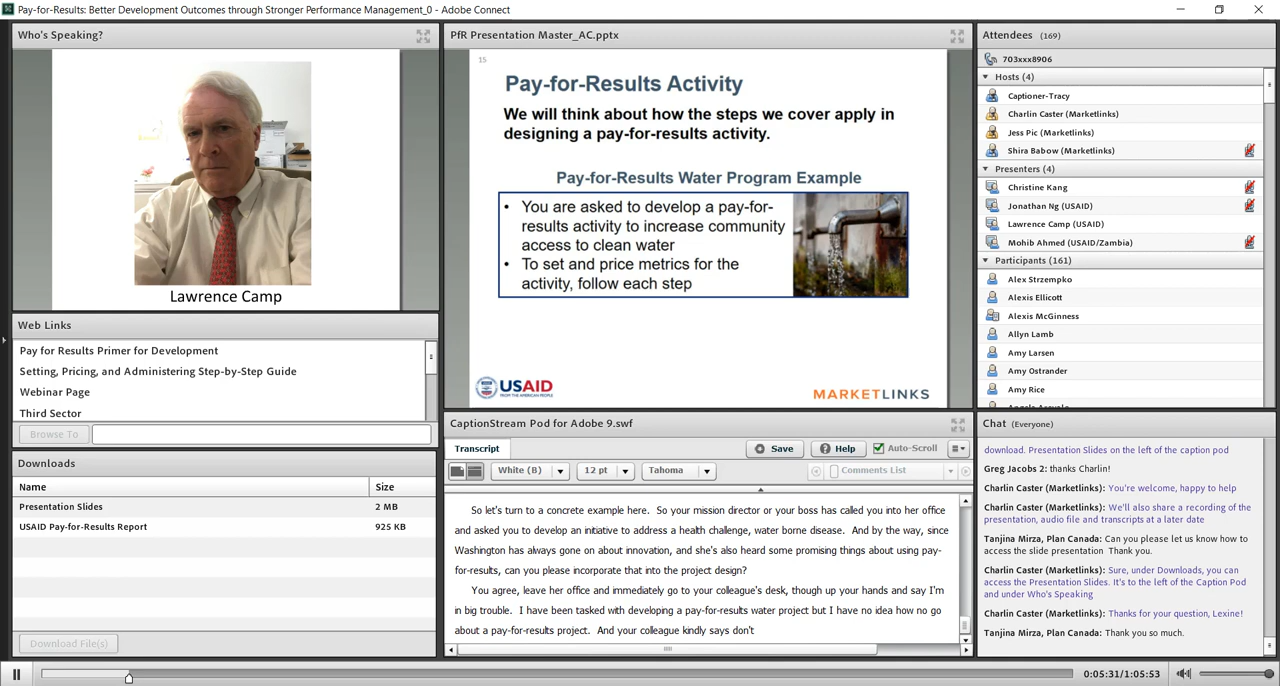 Pay-for-Results: Better Development Outcomes through Stronger Performance Management_0 - Adobe Connect
Who's Speaking?
Lawrence Camp
Web Links
Pay for Results Primer for Development
Setting, Pricing, and Administering Step-by-Step Guide
Webinar Page
Third Sector
Browse To
Downloads
Name Size
Presentation Slides 2 MB
USAID Pay-for-Results Report 925 KB
Download File(s)
PfR Presentation Master_AC.pptx
15
Pay-for-Results Activity
We will think about how the steps we cover apply in
designing a pay-for-results activity.
Pay-for-Results Water Program Example
• You are asked to develop a pay-for-
results activity to increase community
access to clean water
• To set and price metrics for the
activity, follow each step
USAID
FROM THE AMERICAN PEOPLE
MARKETLINKS
CaptionStream Pod for Adobe 9.swf
Transcript Save Help Auto-Scroll
White (B) 12 pt Tahoma Comments List
So let's turn to a concrete example here. So your mission director or your boss has called you into her office
and asked you to develop an initiative to address a health challenge, water borne disease. And by the way, since
Washington has always gone on about innovation, and she's also heard some promising things about using pay-
for-results, can you please incorporate that into the project design?
You agree, leave her office and immediately go to your colleague's desk, though up your hands and say I'm
in big trouble. I have been tasked with developing a pay-for-results water project but I have no idea how no go
about a pay-for-results project. And your colleague kindly says don't
Attendees (169)
703xxx8906
Hosts (4)
Captioner-Tracy
Charlin Caster (Marketlinks)
Jess Pic (Marketlinks)
Shira Babow (Marketlinks)
Presenters (4)
Christine Kang
Jonathan Ng (USAID)
Lawrence Camp (USAID)
Mohib Ahmed (USAID/Zambia)
Participants (161)
Alex Strzempko
Alexis Ellicott
Alexis McGinness
Allyn Lamb
Amy Larsen
Amy Ostrander
Amy Rice
Chat (Everyone)
download. Presentation Slides on the left of the caption pod
Greg Jacobs 2: thanks Charlin!
Charlin Caster (Marketlinks): You're welcome, happy to help
Charlin Caster (Marketlinks): We'll also share a recording of the
presentation, audio file and transcripts at a later date
Tanjina Mirza, Plan Canada: Can you please let us know how to
access the slide presentation Thank you.
Charlin Caster (Marketlinks): Sure, under Downloads, you can
access the Presentation Slides. It's to the left of the Caption Pod
and under Who's Speaking
Charlin Caster (Marketlinks): Thanks for your question, Lexine!
Tanjina Mirza, Plan Canada: Thank you so much.
0:05:31/1:05:53